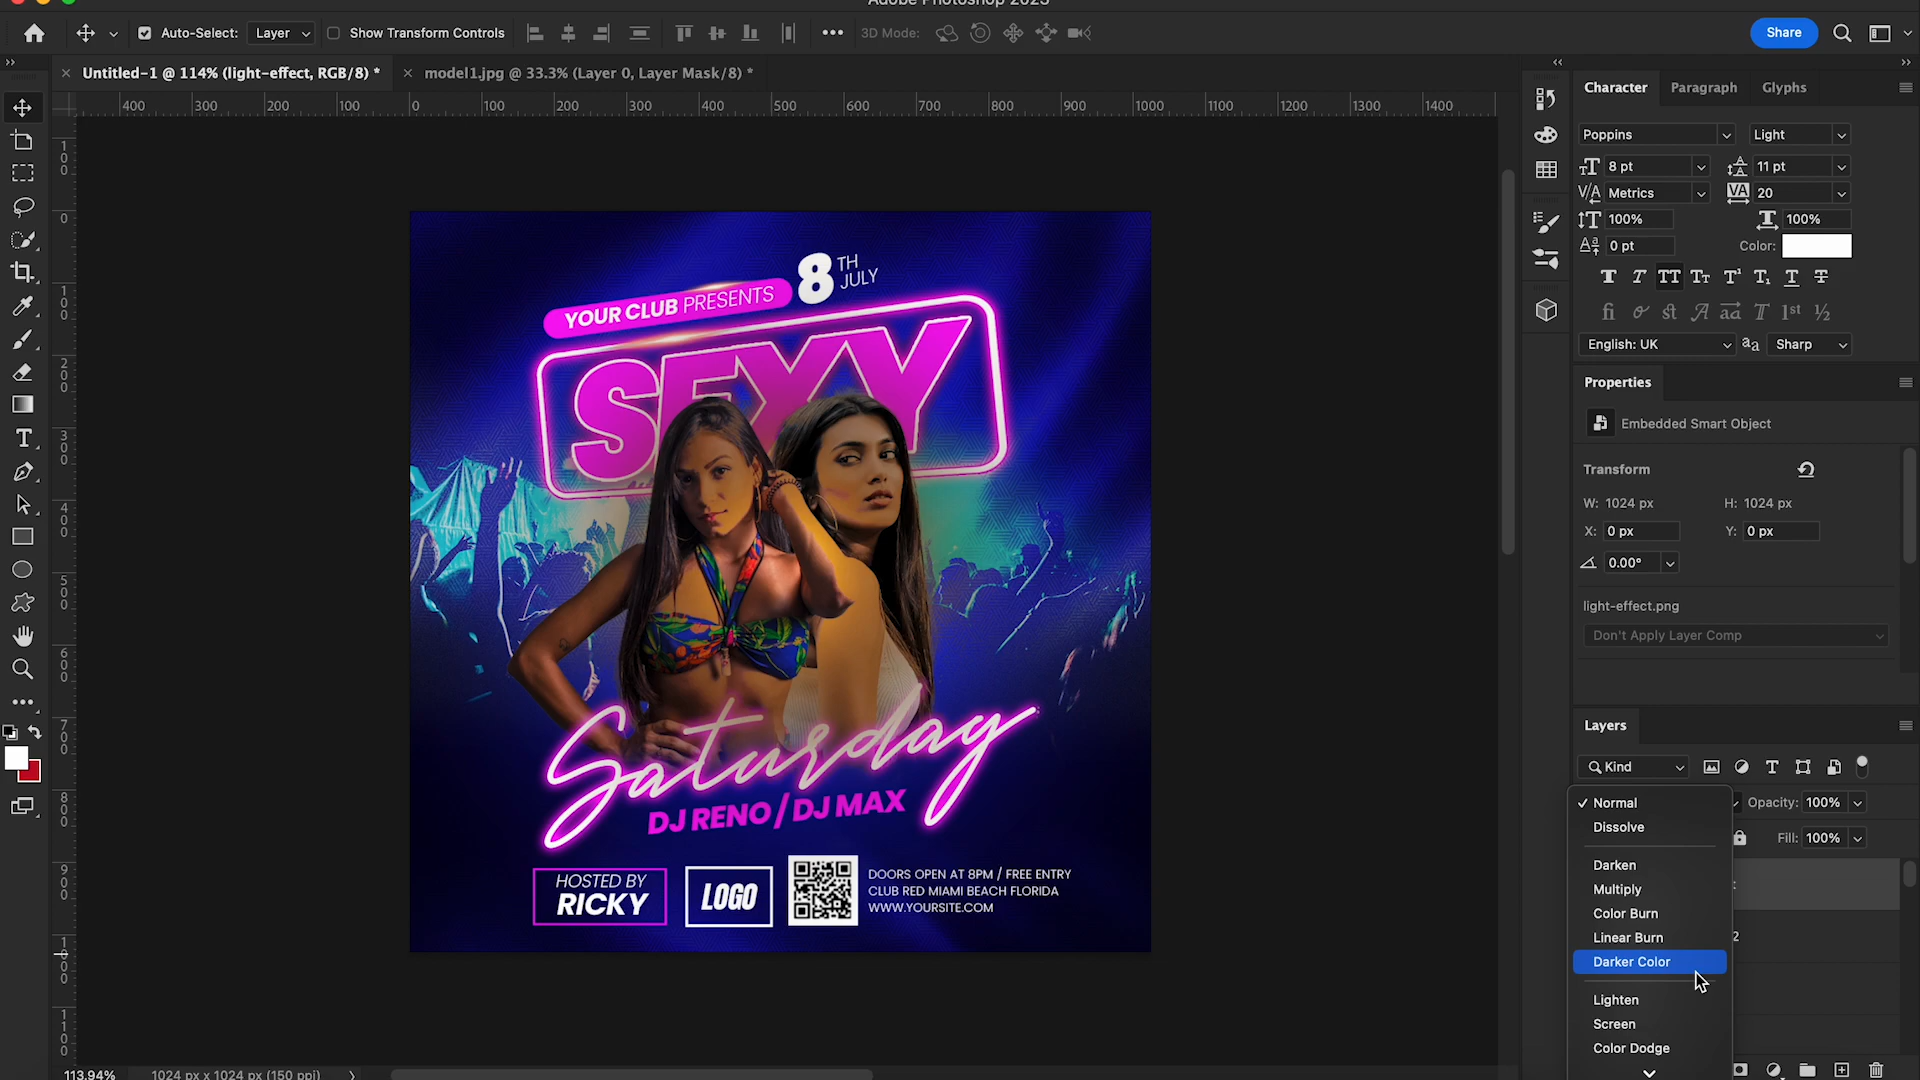 Adobe Photoshop 2023
Auto-Select: Layer Show Transform Controls 3D Mode: Share
Untitled-1 @ 114% (light-effect, RGB/8) * model1.jpg @ 33.3% (Layer 0, Layer Mask/8) *
400 300 200 100 0 100 200 300 400 500 600 700 800 900 1000 1100 1200 1300 1400
Character Paragraph Glyphs
Poppins Light
8 pt 11 pt
Metrics 20
100% 100%
0 pt Color:
English: UK aa Sharp
Properties
Embedded Smart Object
Transform
W: 1024 px H: 1024 px
X: 0 px Y: 0 px
0.00°
light-effect.png
Don't Apply Layer Comp
Layers
Kind
Normal Opacity: 100%
Dissolve
Fill: 100%
Darken
Multiply
Color Burn
Linear Burn
2
Darker Color
Lighten
Screen
Color Dodge
8 TH
JULY
YOUR CLUB PRESENTS
SEXY
Saturday
DJ RENO / DJ MAX
HOSTED BY
RICKY
LOGO
DOORS OPEN AT 8PM / FREE ENTRY
CLUB RED MIAMI BEACH FLORIDA
WWW.YOURSITE.COM
113.94% 1024 px x 1024 px (150 ppi)